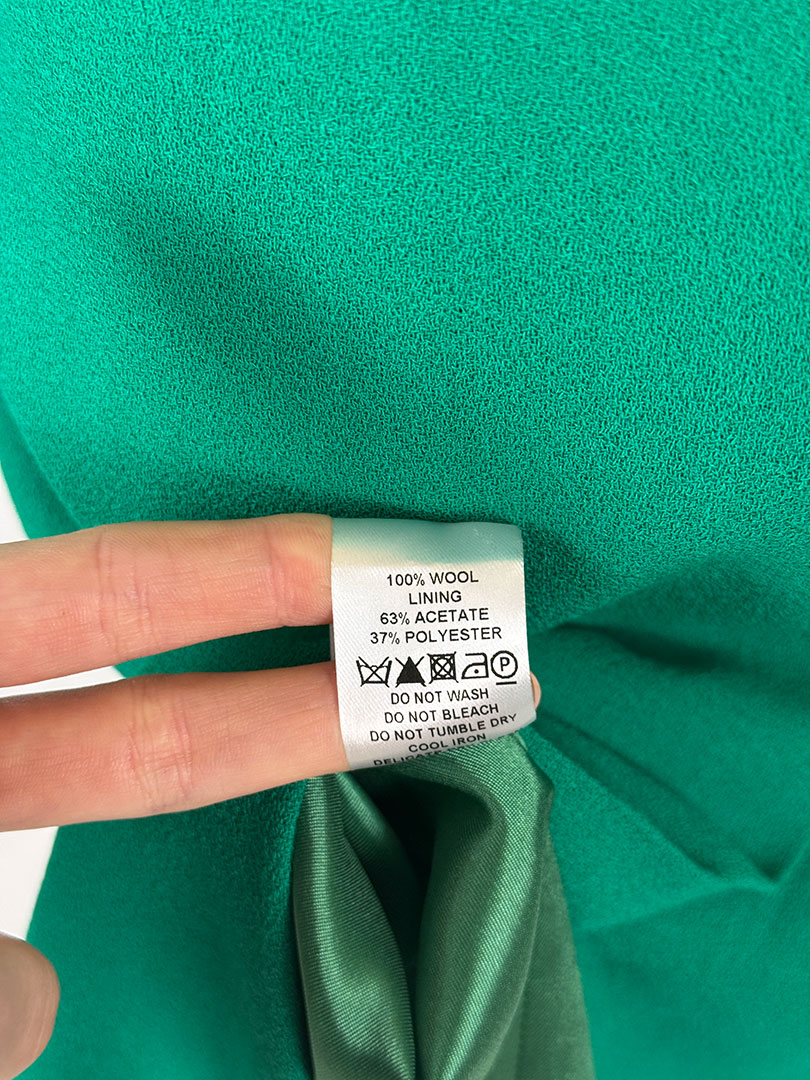 100% WOOL
LINING
63% ACETATE
37% POLYESTER
P
DO NOT WASH
DO NOT BLEACH
DO NOT TUMBLE DRY
COOL IRON